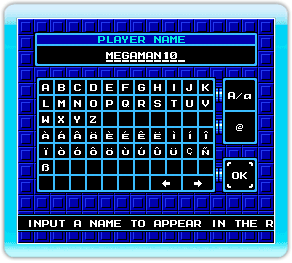 PLAYER NAME
MEGAMAN10_
A B C D E F G H I J K
L M N O P Q R S T U V
W X Y Z
À Á Â Ä È É Ê Ë Ì Í Î
Ï Ò Ó Ô Ö Ù Ú Û Ü Ç Ñ
ß
← →
A/a
@
OK
INPUT A NAME TO APPEAR IN THE R